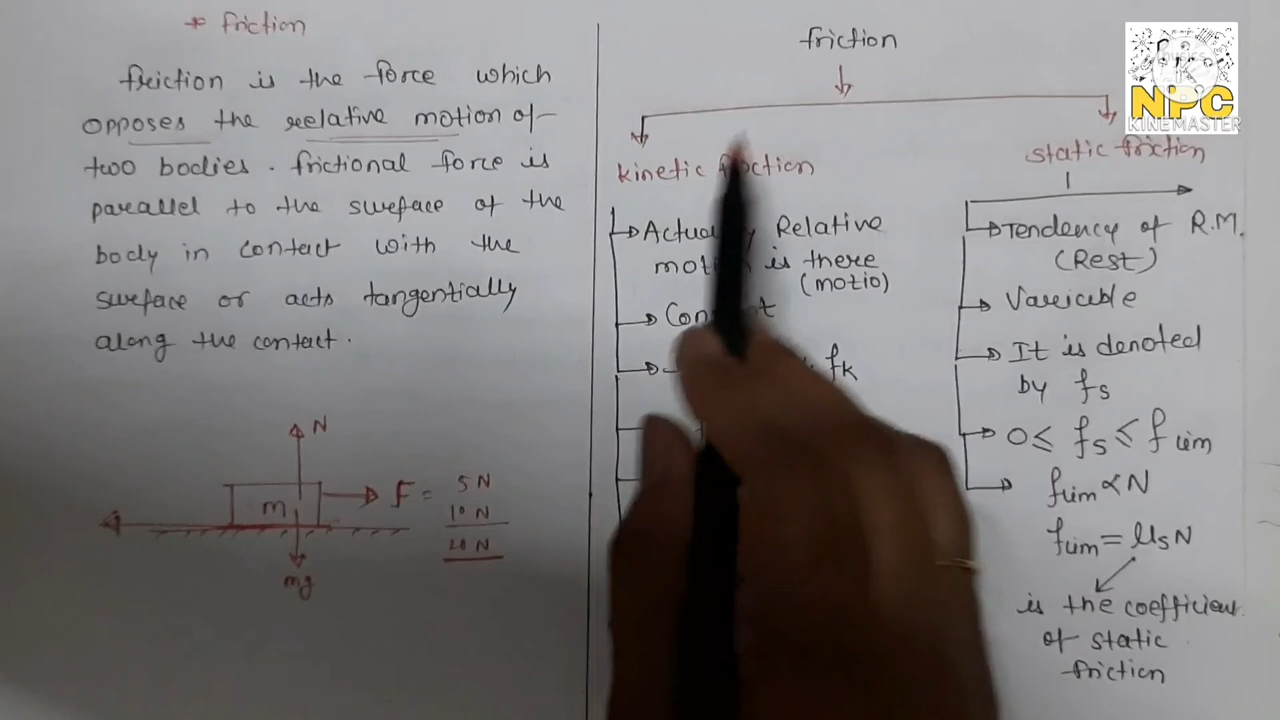 * friction
friction is the force which
opposes the relative motion of
two bodies. frictional force is
parallel to the surface of the
body in contact with the
surface or acts tangentially
along the contact.
N
m
F = 5 N
10 N
20 N
mg
friction
kinetic friction
Relative
is there
(motio)
fk
static friction
Tendency of R.M.
(Rest)
Variable
It is denoted
by fs
0 ≤ fs ≤ flim
flim ∝ N
flim = μsN
is the coefficient
of static
friction
NPC
KINEMASTER